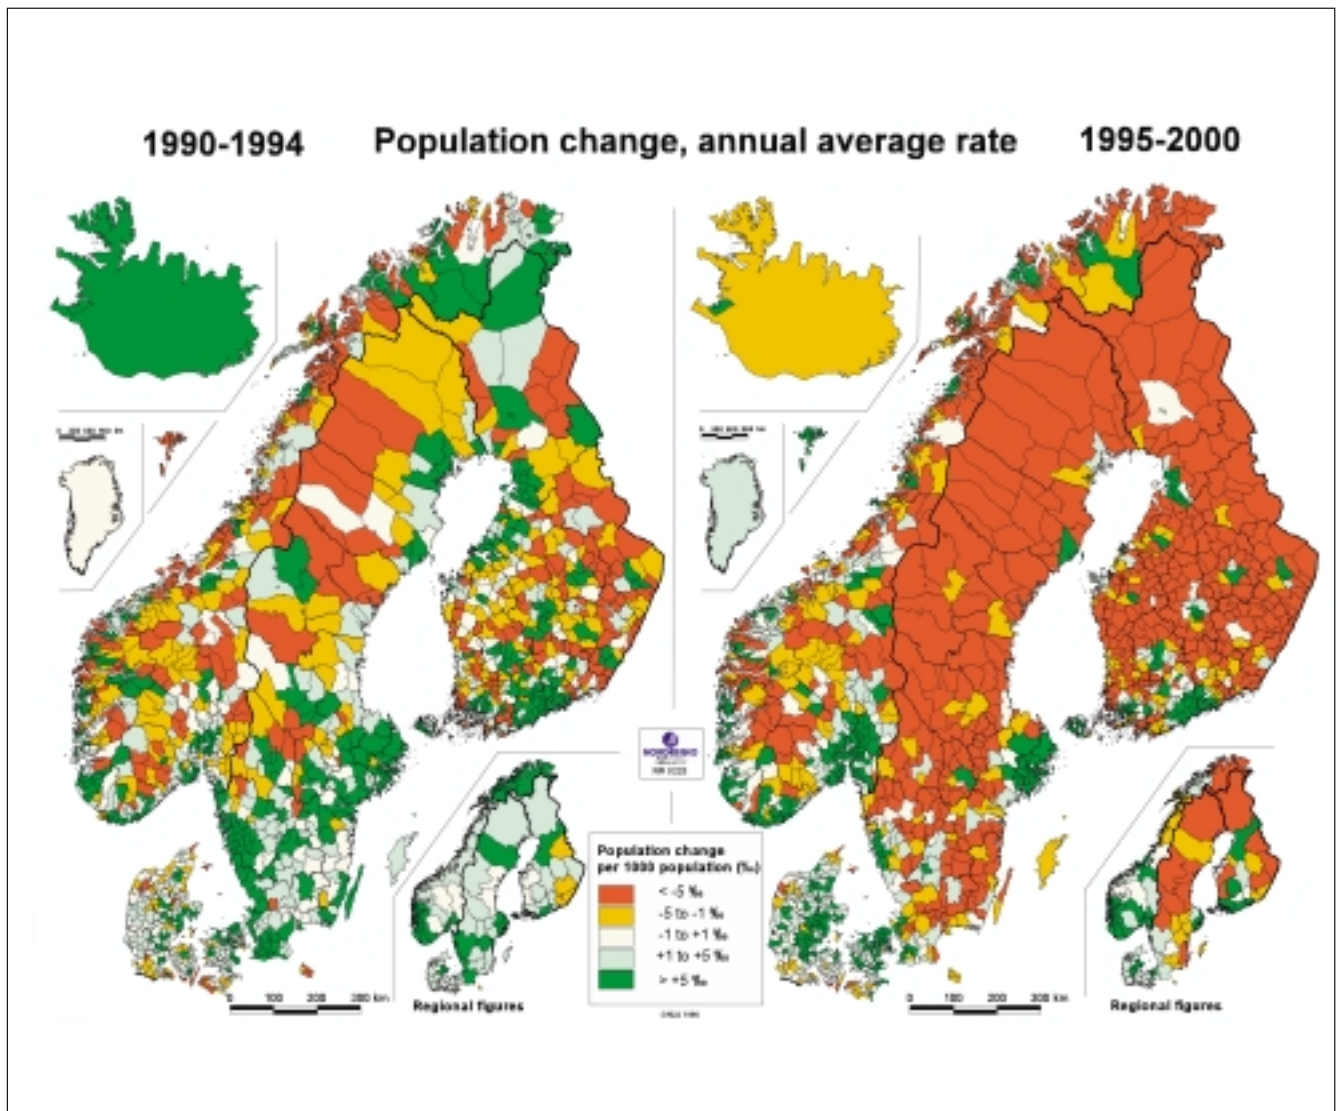 1990-1994
Population change, annual average rate
1995-2000
NORDREGIO
Population change
per 1000 population (‰)
< -5 ‰
-5 to -1 ‰
-1 to +1 ‰
+1 to +5 ‰
> +5 ‰
0 100 200 300 km
Regional figures
0 100 200 300 km
Regional figures